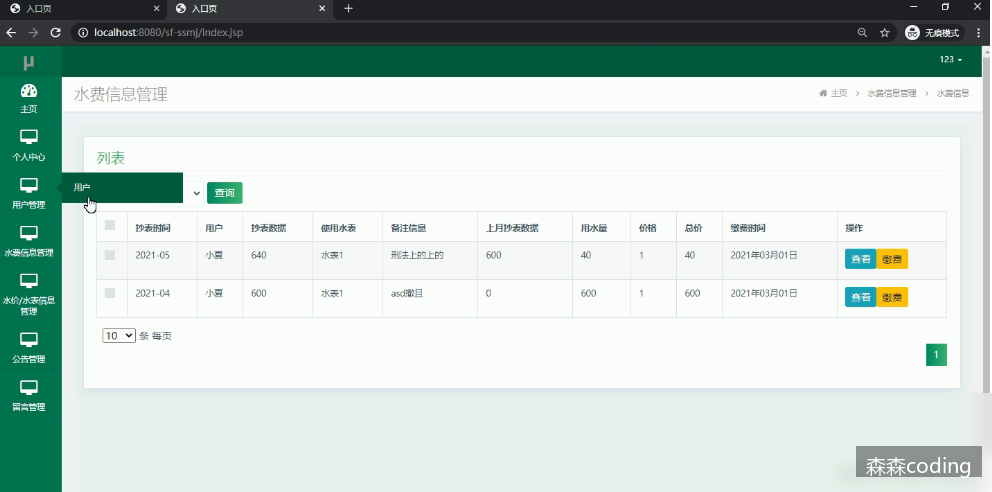 入口页
入口页
localhost:8080/sf-ssmj/index.jsp
无痕模式
μ
123
主页
个人中心
用户管理
水费信息管理
水价/水表信息
管理
公告管理
留言管理
水费信息管理
主页 > 水费信息管理 > 水费信息
列表
用户
查询
抄表时间 用户 抄表数据 使用水表 备注信息 上月抄表数据 用水量 价格 总价 缴费时间 操作
2021-05 小夏 640 水表1 刑法上的上的 600 40 1 40 2021年03月01日 查看 缴费
2021-04 小夏 600 水表1 asd撒旦 0 600 1 600 2021年03月01日 查看 缴费
10 条 每页
1
森森coding